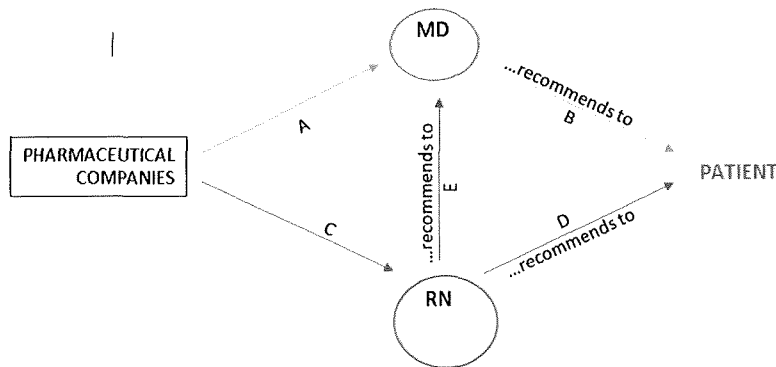 MD
...recommends to
B
A
PHARMACEUTICAL
COMPANIES
...recommends to
E
PATIENT
C
D
...recommends to
RN